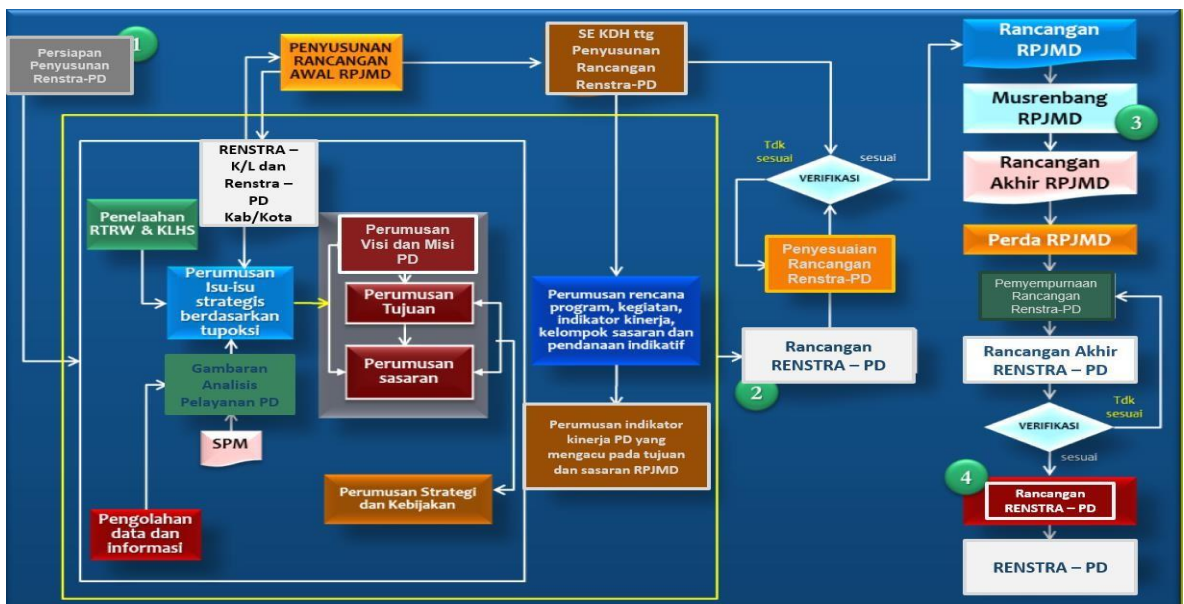 1
Persiapan
Penyusunan
Renstra-PD
PENYUSUNAN
RANCANGAN
AWAL RPJMD
SE KDH ttg
Penyusunan
Rancangan
Renstra-PD
RENSTRA –
K/L dan
Renstra –
PD
Kab/Kota
Penelaahan
RTRW & KLHS
Perumusan
Isu-isu
strategis
berdasarkan
tupoksi
Gambaran
Analisis
Pelayanan PD
SPM
Pengolahan
data dan
informasi
Perumusan
Visi dan Misi
PD
Perumusan
Tujuan
Perumusan
sasaran
Perumusan Strategi
dan Kebijakan
Perumusan rencana
program, kegiatan,
indikator kinerja,
kelompok sasaran dan
pendanaan indikatif
Perumusan indikator
kinerja PD yang
mengacu pada tujuan
dan sasaran RPJMD
Tdk
sesuai
sesuai
VERIFIKASI
Penyesuaian
Rancangan
Renstra-PD
Rancangan
RENSTRA – PD
2
Rancangan
RPJMD
Musrenbang
RPJMD
3
Rancangan
Akhir RPJMD
Perda RPJMD
Pemyempurnaan
Rancangan
Renstra-PD
Rancangan Akhir
RENSTRA – PD
Tdk
sesuai
VERIFIKASI
sesuai
4
Rancangan
RENSTRA – PD
RENSTRA – PD